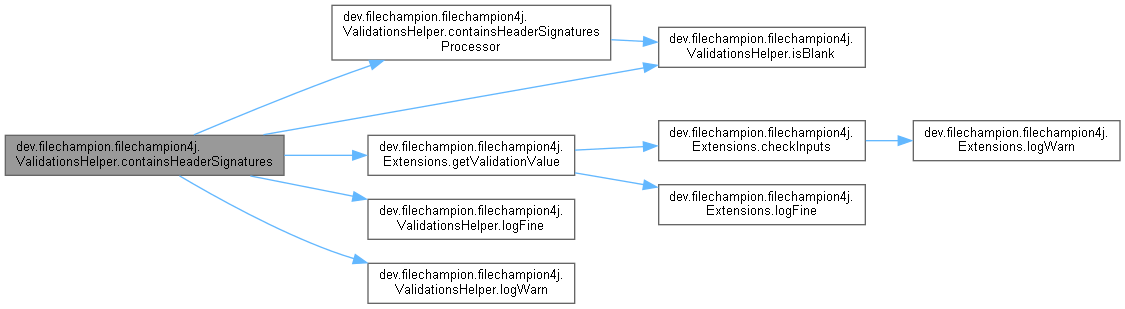 dev.filechampion.filechampion4j.
ValidationsHelper.containsHeaderSignatures
dev.filechampion.filechampion4j.
ValidationsHelper.containsHeaderSignatures
Processor
dev.filechampion.filechampion4j.
ValidationsHelper.isBlank
dev.filechampion.filechampion4j.
Extensions.getValidationValue
dev.filechampion.filechampion4j.
Extensions.checkInputs
dev.filechampion.filechampion4j.
Extensions.logWarn
dev.filechampion.filechampion4j.
Extensions.logFine
dev.filechampion.filechampion4j.
ValidationsHelper.logFine
dev.filechampion.filechampion4j.
ValidationsHelper.logWarn